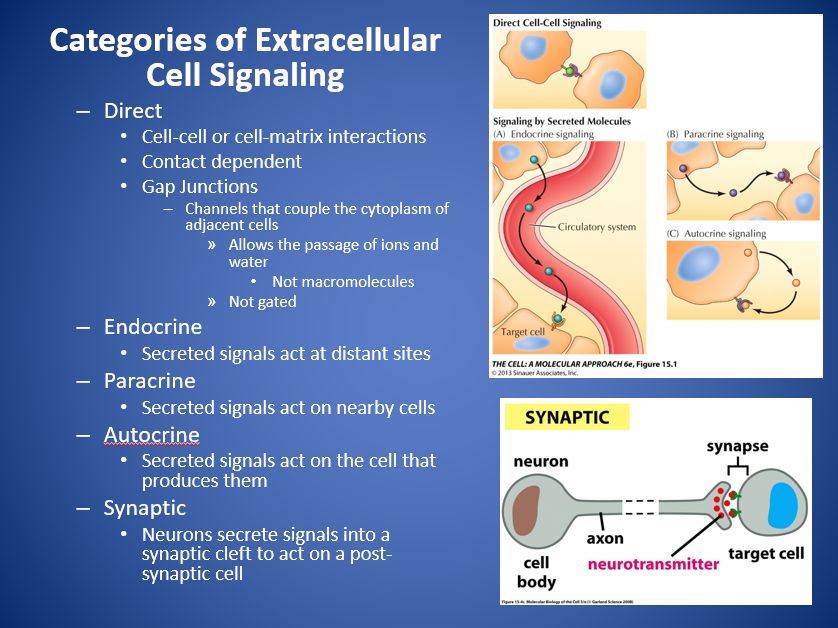 Categories of Extracellular
Cell Signaling
– Direct
• Cell-cell or cell-matrix interactions
• Contact dependent
• Gap Junctions
– Channels that couple the cytoplasm of
adjacent cells
» Allows the passage of ions and
water
• Not macromolecules
» Not gated
– Endocrine
• Secreted signals act at distant sites
– Paracrine
• Secreted signals act on nearby cells
– Autocrine
• Secreted signals act on the cell that
produces them
– Synaptic
• Neurons secrete signals into a
synaptic cleft to act on a post-
synaptic cell
Direct Cell-Cell Signaling
Signaling by Secreted Molecules
(A) Endocrine signaling
(B) Paracrine signaling
Circulatory system
(C) Autocrine signaling
Target cell
THE CELL: A MOLECULAR APPROACH 6e, Figure 15.1
© 2013 Sinauer Associates, Inc.
SYNAPTIC
synapse
neuron
axon
cell
body
neurotransmitter
target cell
Figure 15-4c Molecular Biology of the Cell 5/e (© Garland Science 2008)